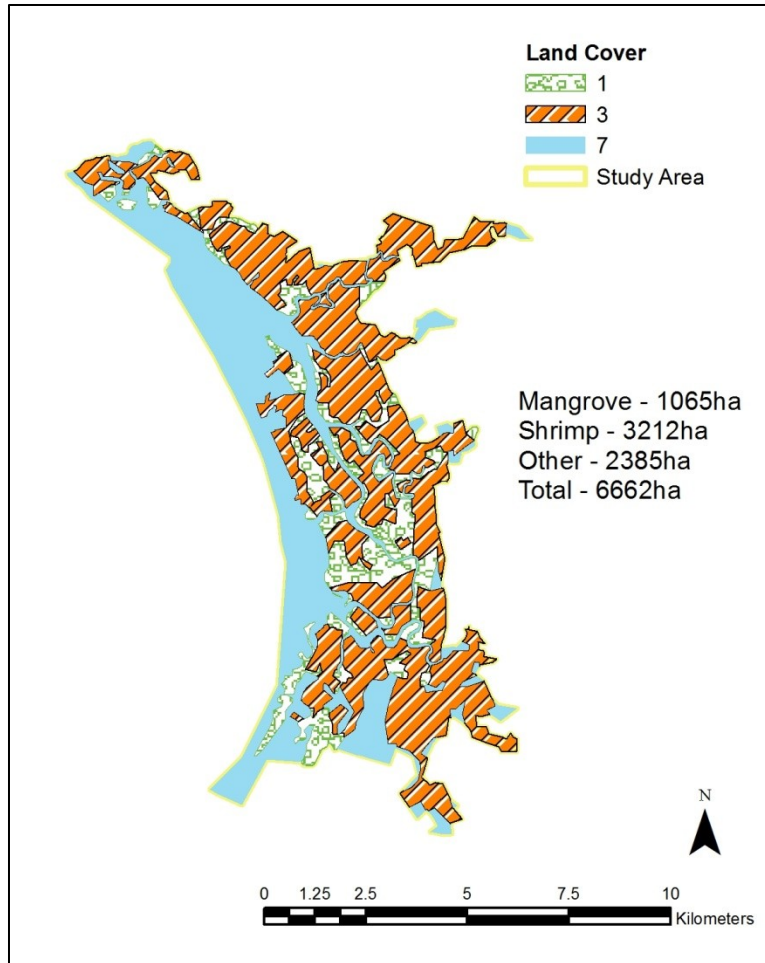 Land Cover
1
3
7
Study Area
Mangrove - 1065ha
Shrimp - 3212ha
Other - 2385ha
Total - 6662ha
N
0 1.25 2.5 5 7.5 10
Kilometers